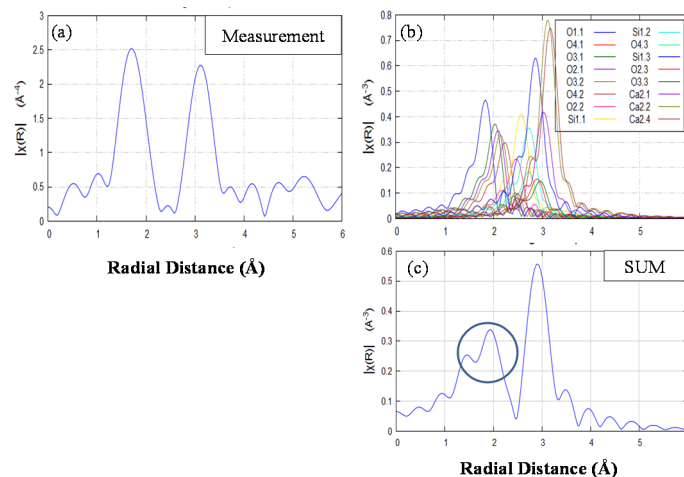 (a)
Measurement
|χ(R)| (Å⁻⁴)
3
2.5
2
1.5
1
0.5
0
0 1 2 3 4 5 6
Radial Distance (Å)
(b)
|χ(R)| (Å⁻³)
0.8
0.7
0.6
0.5
0.4
0.3
0.2
0.1
0
0 1 2 3 4 5
O1.1 Si1.2
O4.1 O4.3
O3.1 Si1.3
O2.1 Ca2.1
O3.2 O2.3
O4.2 O3.3
O2.2 Ca2.2
Si1.1 Ca2.4
(c)
SUM
|χ(R)| (Å⁻³)
0.6
0.5
0.4
0.3
0.2
0.1
0
0 1 2 3 4 5
Radial Distance (Å)